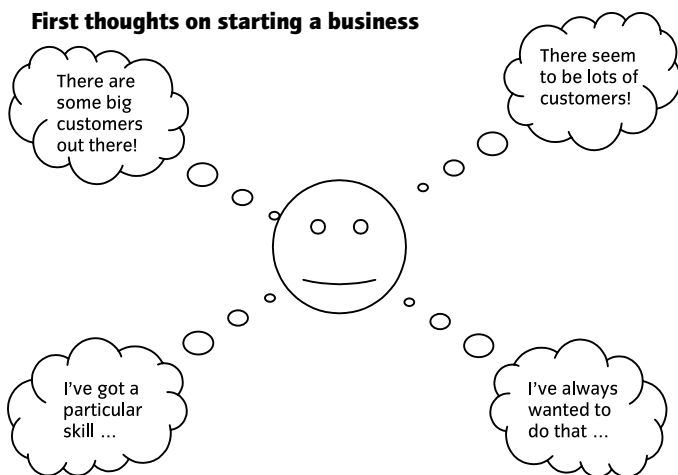 First thoughts on starting a business
There are
some big
customers
out there!
There seem
to be lots of
customers!
I've got a
particular
skill ...
I've always
wanted to
do that ...